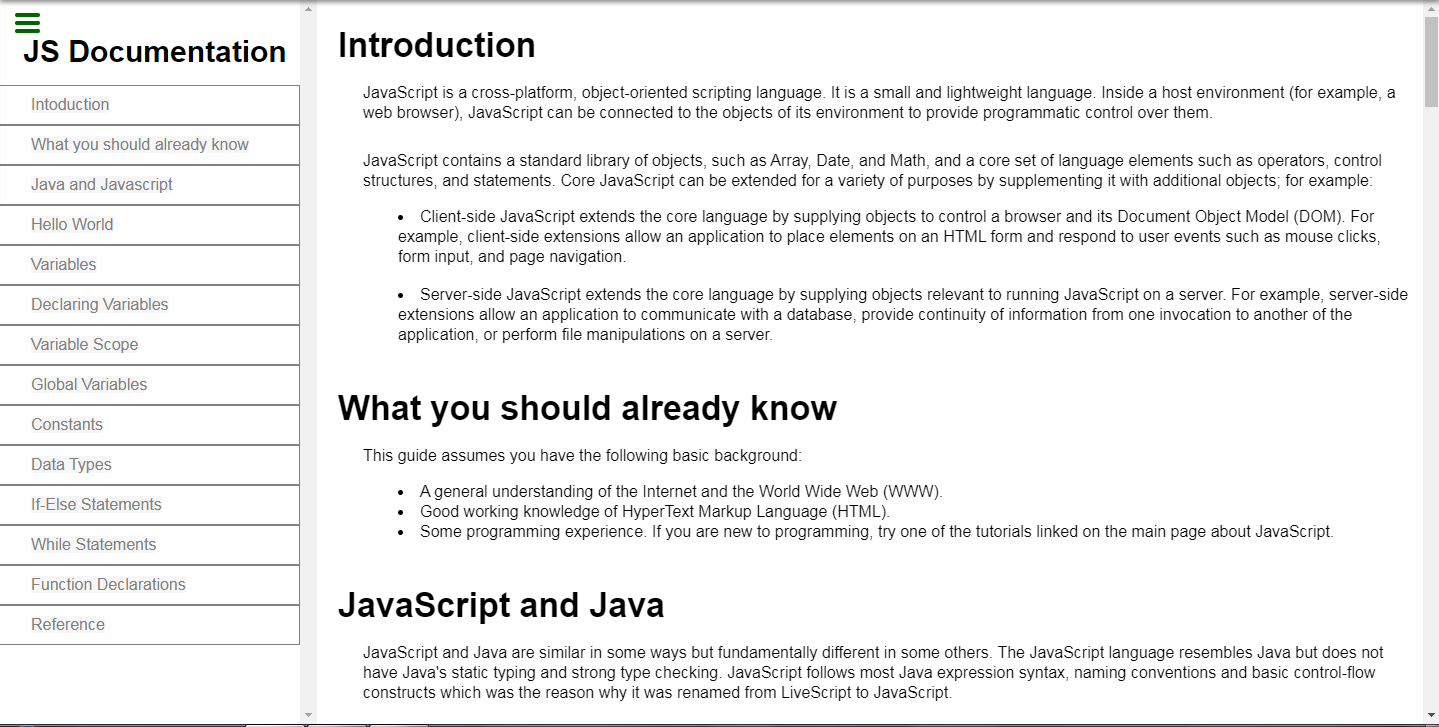 JS Documentation
Intoduction
What you should already know
Java and Javascript
Hello World
Variables
Declaring Variables
Variable Scope
Global Variables
Constants
Data Types
If-Else Statements
While Statements
Function Declarations
Reference
Introduction
JavaScript is a cross-platform, object-oriented scripting language. It is a small and lightweight language. Inside a host environment (for example, a
web browser), JavaScript can be connected to the objects of its environment to provide programmatic control over them.
JavaScript contains a standard library of objects, such as Array, Date, and Math, and a core set of language elements such as operators, control
structures, and statements. Core JavaScript can be extended for a variety of purposes by supplementing it with additional objects; for example:
• Client-side JavaScript extends the core language by supplying objects to control a browser and its Document Object Model (DOM). For
example, client-side extensions allow an application to place elements on an HTML form and respond to user events such as mouse clicks,
form input, and page navigation.
• Server-side JavaScript extends the core language by supplying objects relevant to running JavaScript on a server. For example, server-side
extensions allow an application to communicate with a database, provide continuity of information from one invocation to another of the
application, or perform file manipulations on a server.
What you should already know
This guide assumes you have the following basic background:
• A general understanding of the Internet and the World Wide Web (WWW).
• Good working knowledge of HyperText Markup Language (HTML).
• Some programming experience. If you are new to programming, try one of the tutorials linked on the main page about JavaScript.
JavaScript and Java
JavaScript and Java are similar in some ways but fundamentally different in some others. The JavaScript language resembles Java but does not
have Java's static typing and strong type checking. JavaScript follows most Java expression syntax, naming conventions and basic control-flow
constructs which was the reason why it was renamed from LiveScript to JavaScript.